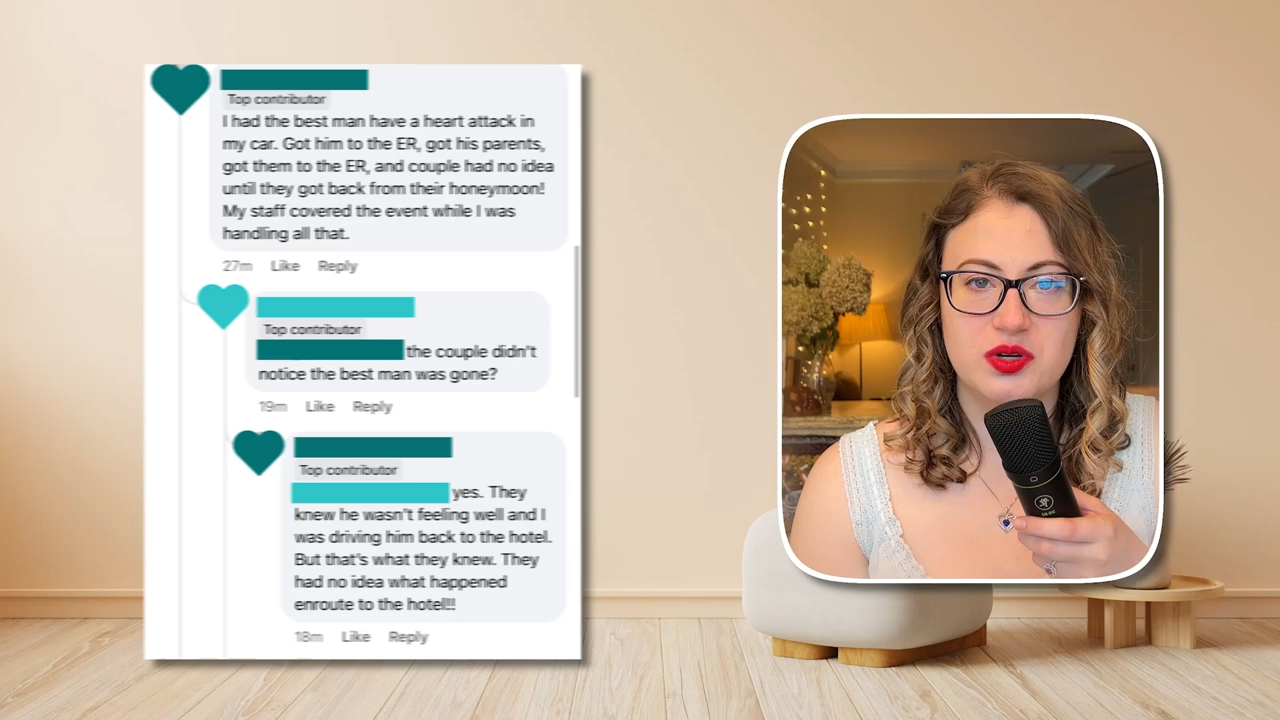 Top contributor
I had the best man have a heart attack in
my car. Got him to the ER, got his parents,
got them to the ER, and couple had no idea
until they got back from their honeymoon!
My staff covered the event while I was
handling all that.
27m Like Reply
Top contributor
the couple didn't
notice the best man was gone?
19m Like Reply
Top contributor
yes. They
knew he wasn't feeling well and I
was driving him back to the hotel.
But that's what they knew. They
had no idea what happened
enroute to the hotel!!
18m Like Reply